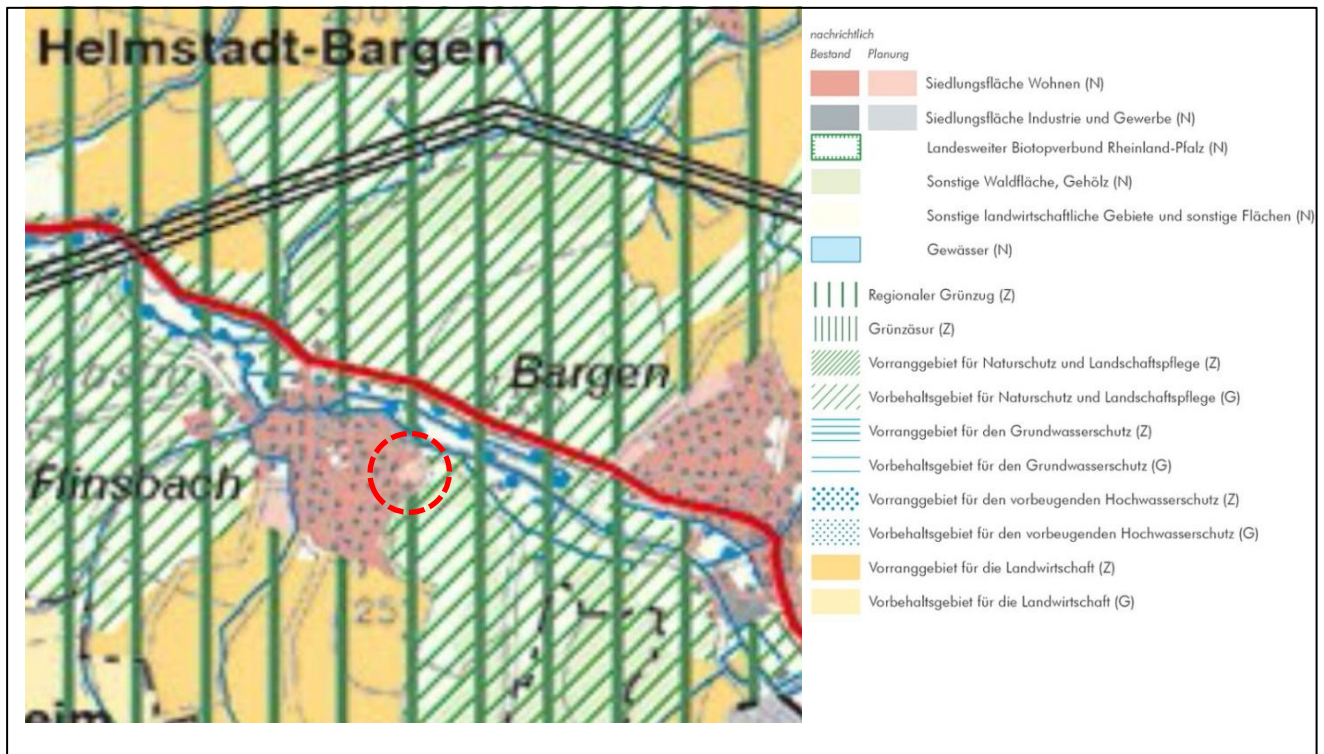 Helmstadt-Bargen
Bargen
Flinsbach
25
eim
nachrichtlich
Bestand Planung
Siedlungsfläche Wohnen (N)
Siedlungsfläche Industrie und Gewerbe (N)
Landesweiter Biotopverbund Rheinland-Pfalz (N)
Sonstige Waldfläche, Gehölz (N)
Sonstige landwirtschaftliche Gebiete und sonstige Flächen (N)
Gewässer (N)
Regionaler Grünzug (Z)
Grünzäsur (Z)
Vorranggebiet für Naturschutz und Landschaftspflege (Z)
Vorbehaltsgebiet für Naturschutz und Landschaftspflege (G)
Vorranggebiet für den Grundwasserschutz (Z)
Vorbehaltsgebiet für den Grundwasserschutz (G)
Vorranggebiet für den vorbeugenden Hochwasserschutz (Z)
Vorbehaltsgebiet für den vorbeugenden Hochwasserschutz (G)
Vorranggebiet für die Landwirtschaft (Z)
Vorbehaltsgebiet für die Landwirtschaft (G)